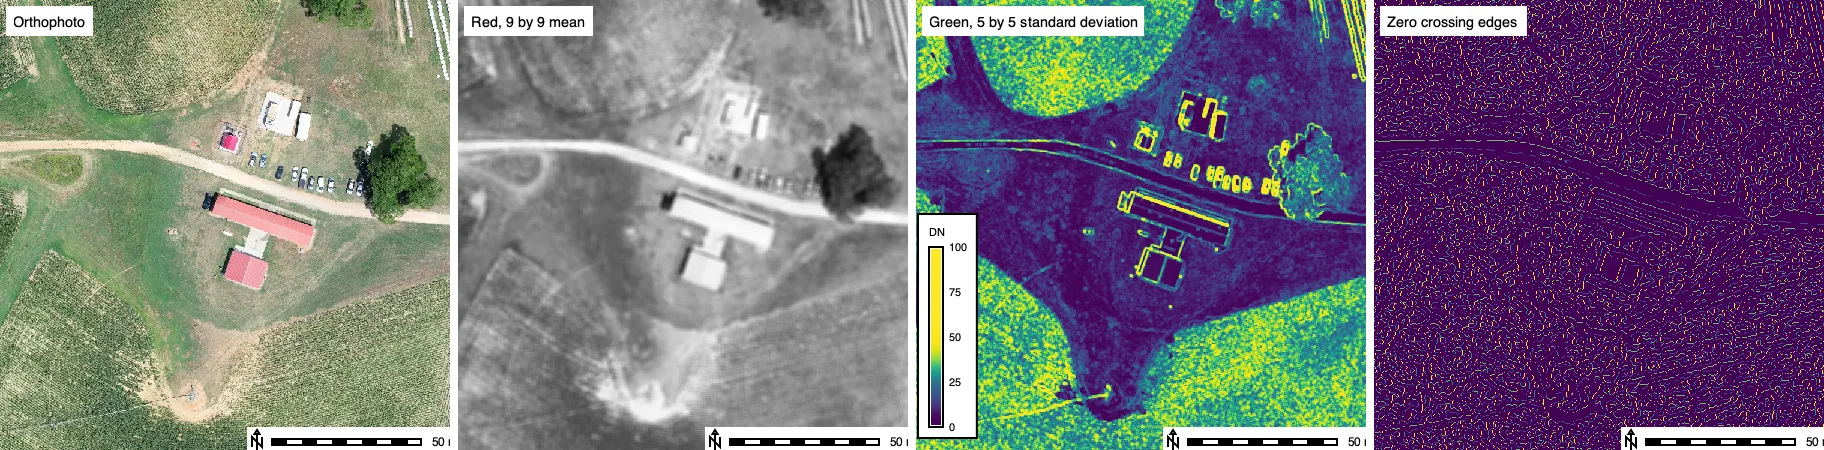 Orthophoto
Red, 9 by 9 mean
Green, 5 by 5 standard deviation
Zero crossing edges
DN
100
75
50
25
0
N
50
N
50
N
50
N
50